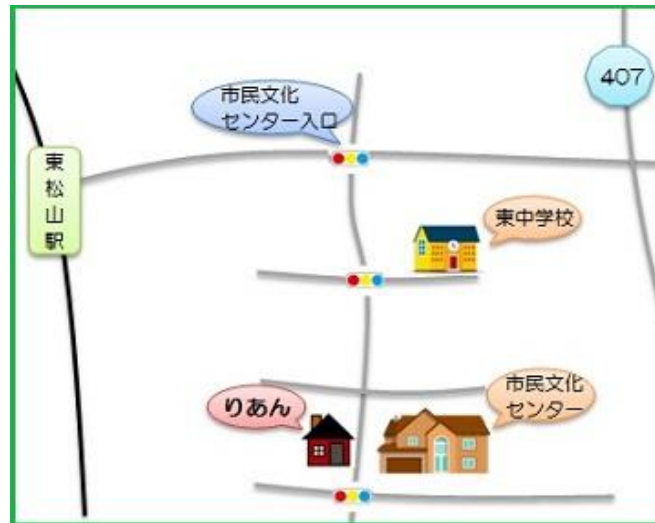 407
市民文化
センター入口
東松山駅
東中学校
市民文化
センター
りあん